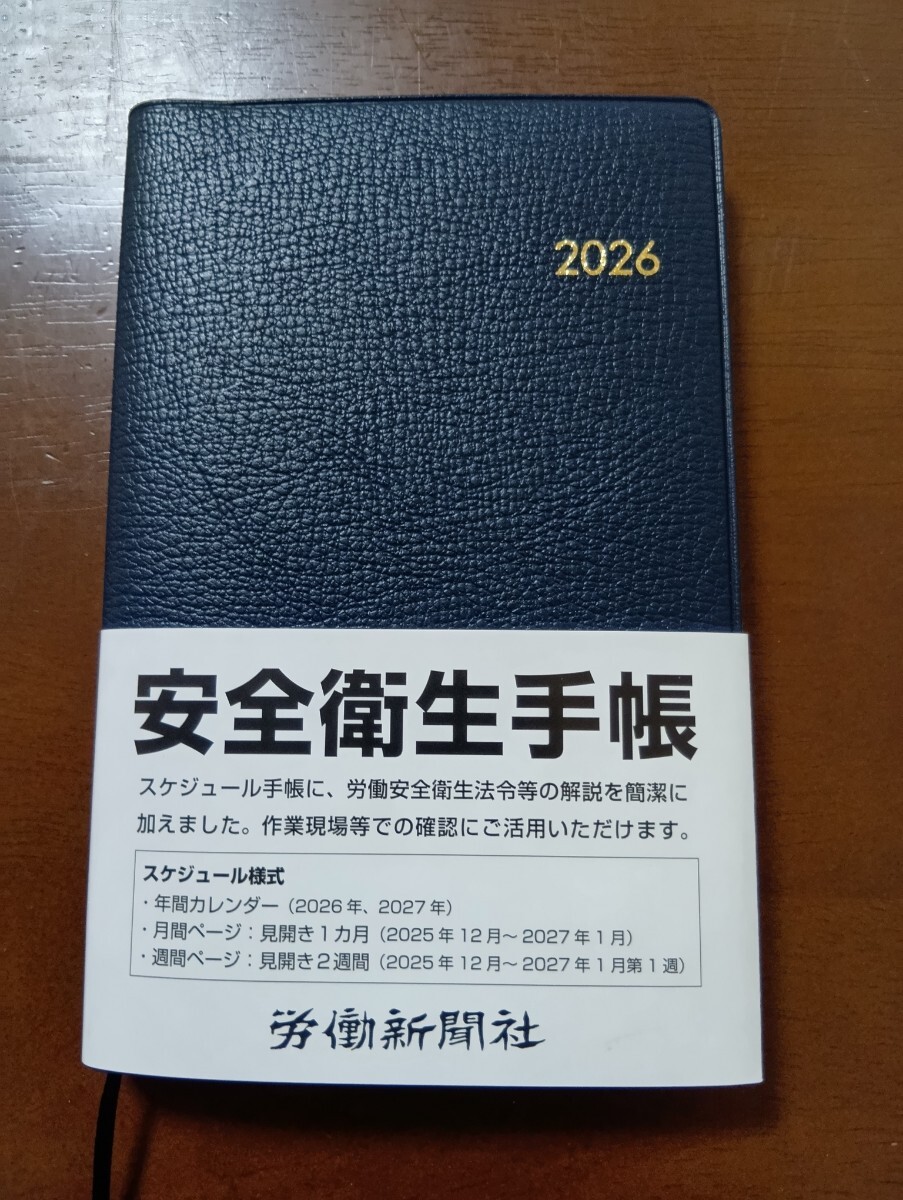 2026
安全衛生手帳
スケジュール手帳に、労働安全衛生法令等の解説を簡潔に
加えました。作業現場等での確認にご活用いただけます。
スケジュール様式
・年間カレンダー（2026年、2027年）
・月間ページ：見開き1カ月（2025年12月～2027年1月）
・週間ページ：見開き2週間（2025年12月～2027年1月第1週）
労働新聞社